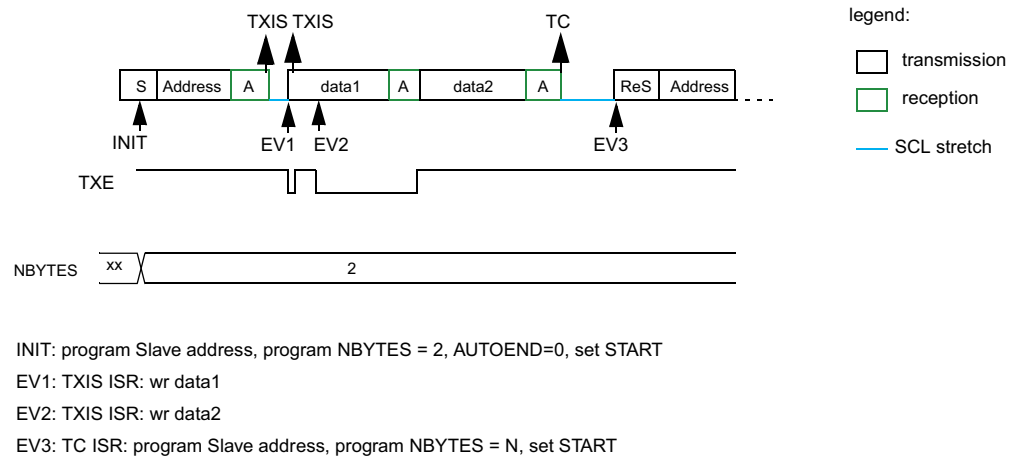 TXIS TXIS TC
legend:
S Address A data1 A data2 A ReS Address
transmission
reception
SCL stretch
INIT EV1 EV2 EV3
TXE
NBYTES xx 2
INIT: program Slave address, program NBYTES = 2, AUTOEND=0, set START
EV1: TXIS ISR: wr data1
EV2: TXIS ISR: wr data2
EV3: TC ISR: program Slave address, program NBYTES = N, set START